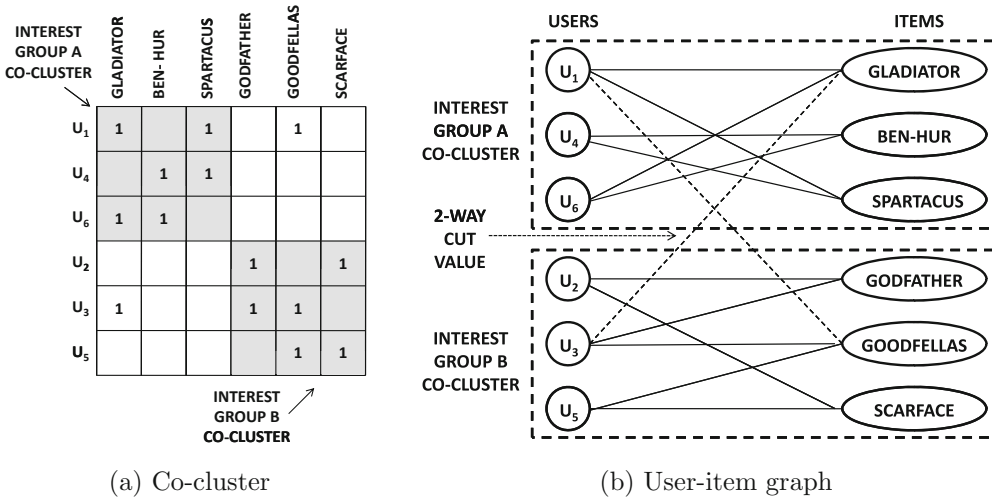 INTEREST
GROUP A
CO-CLUSTER
GLADIATOR
BEN- HUR
SPARTACUS
GODFATHER
GOODFELLAS
SCARFACE
U1 1 1 1
U4 1 1
U6 1 1
U2 1 1
U3 1 1 1
U5 1 1
INTEREST
GROUP B
CO-CLUSTER
(a) Co-cluster
USERS ITEMS
INTEREST
GROUP A
CO-CLUSTER
U1 GLADIATOR
U4 BEN-HUR
U6 SPARTACUS
2-WAY
CUT
VALUE
INTEREST
GROUP B
CO-CLUSTER
U2 GODFATHER
U3 GOODFELLAS
U5 SCARFACE
(b) User-item graph